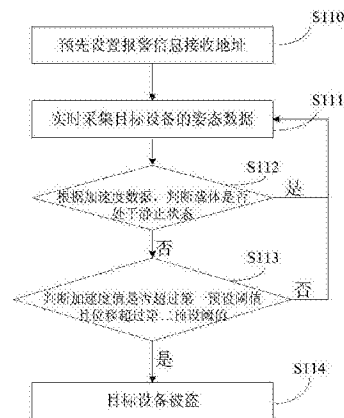 S110
预先设置报警信息接收地址
S111
实时采集目标设备的姿态数据
S112
根据加速度数据，判断载体是否
处于静止状态
是
否
S113
判断加速度值是否超过第一预设阈值
且位移超过第二预设阈值
否
是
S114
目标设备被盗